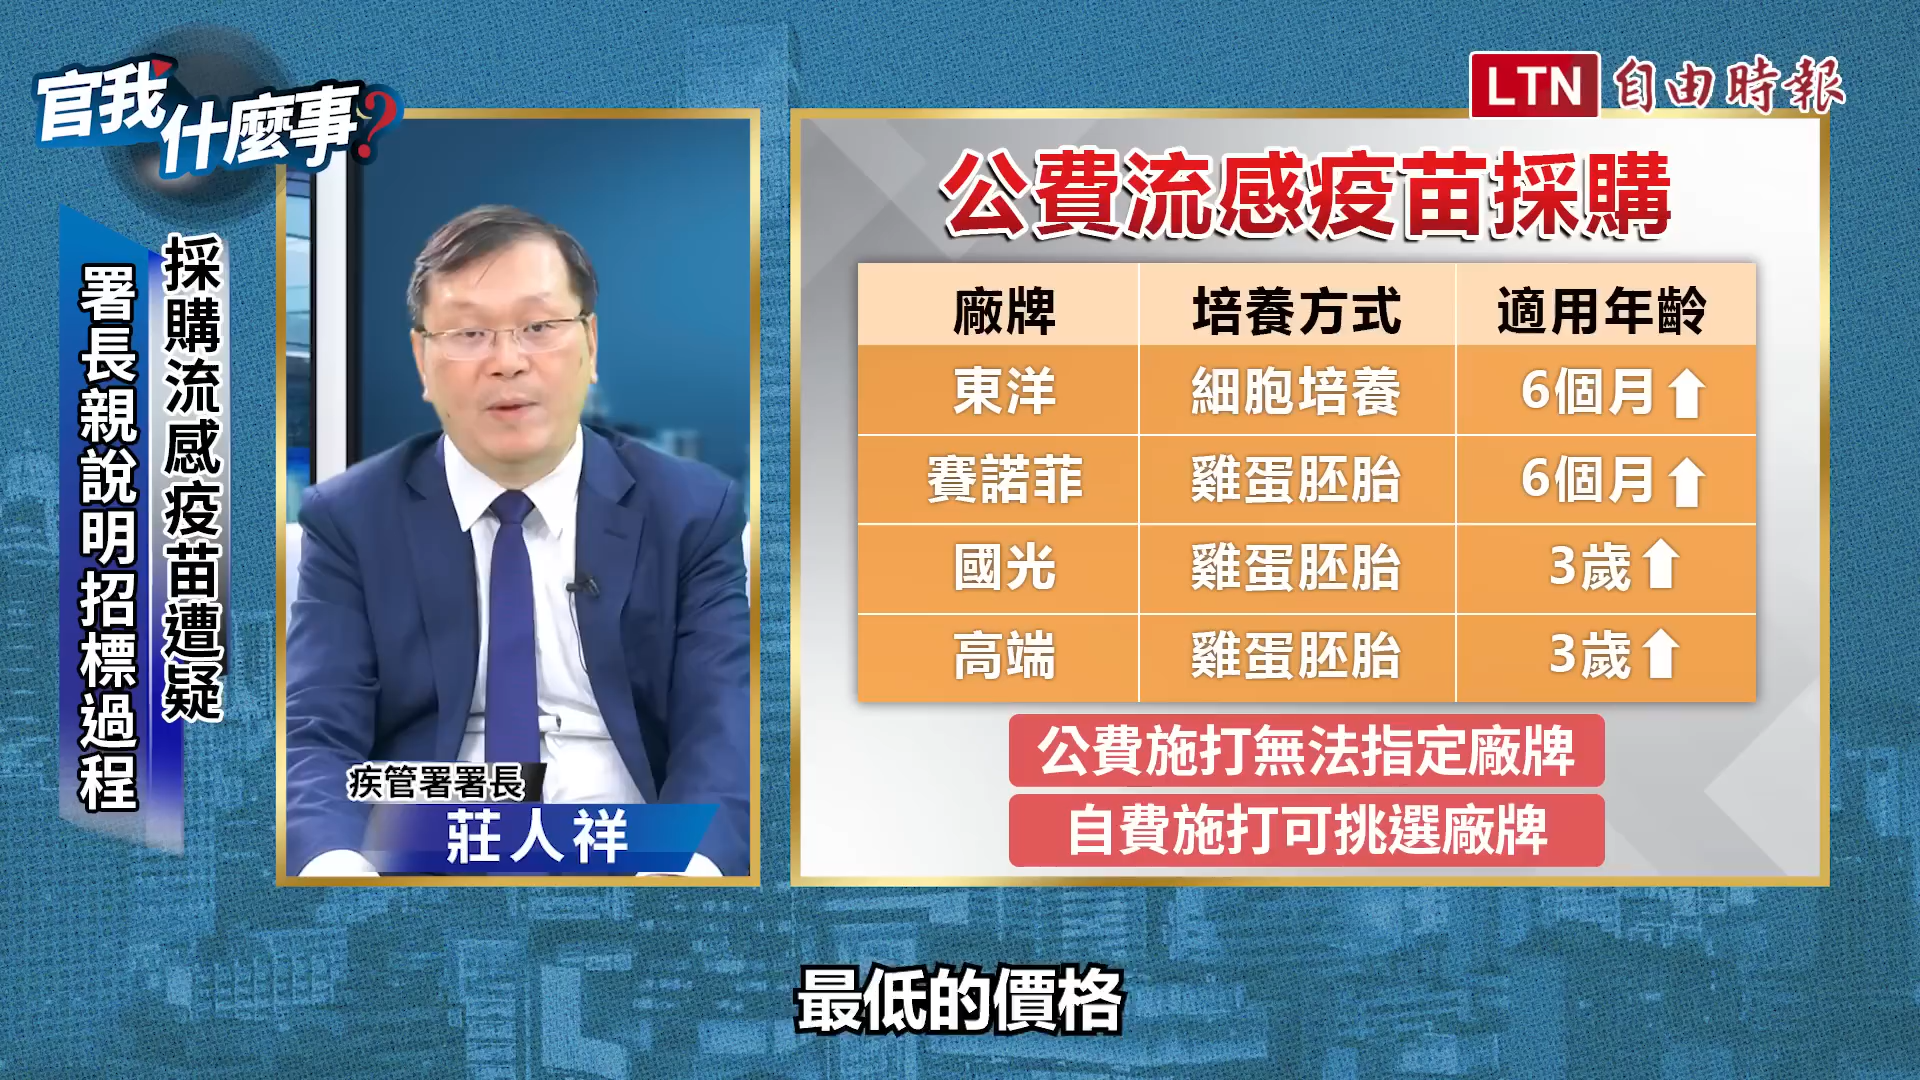 官我什麼事?
LTN 自由時報
採購流感疫苗遭疑
署長親說明招標過程
疾管署署長
莊人祥
公費流感疫苗採購
廠牌 培養方式 適用年齡
東洋 細胞培養 6個月⬆
賽諾菲 雞蛋胚胎 6個月⬆
國光 雞蛋胚胎 3歲⬆
高端 雞蛋胚胎 3歲⬆
公費施打無法指定廠牌
自費施打可挑選廠牌
最低的價格